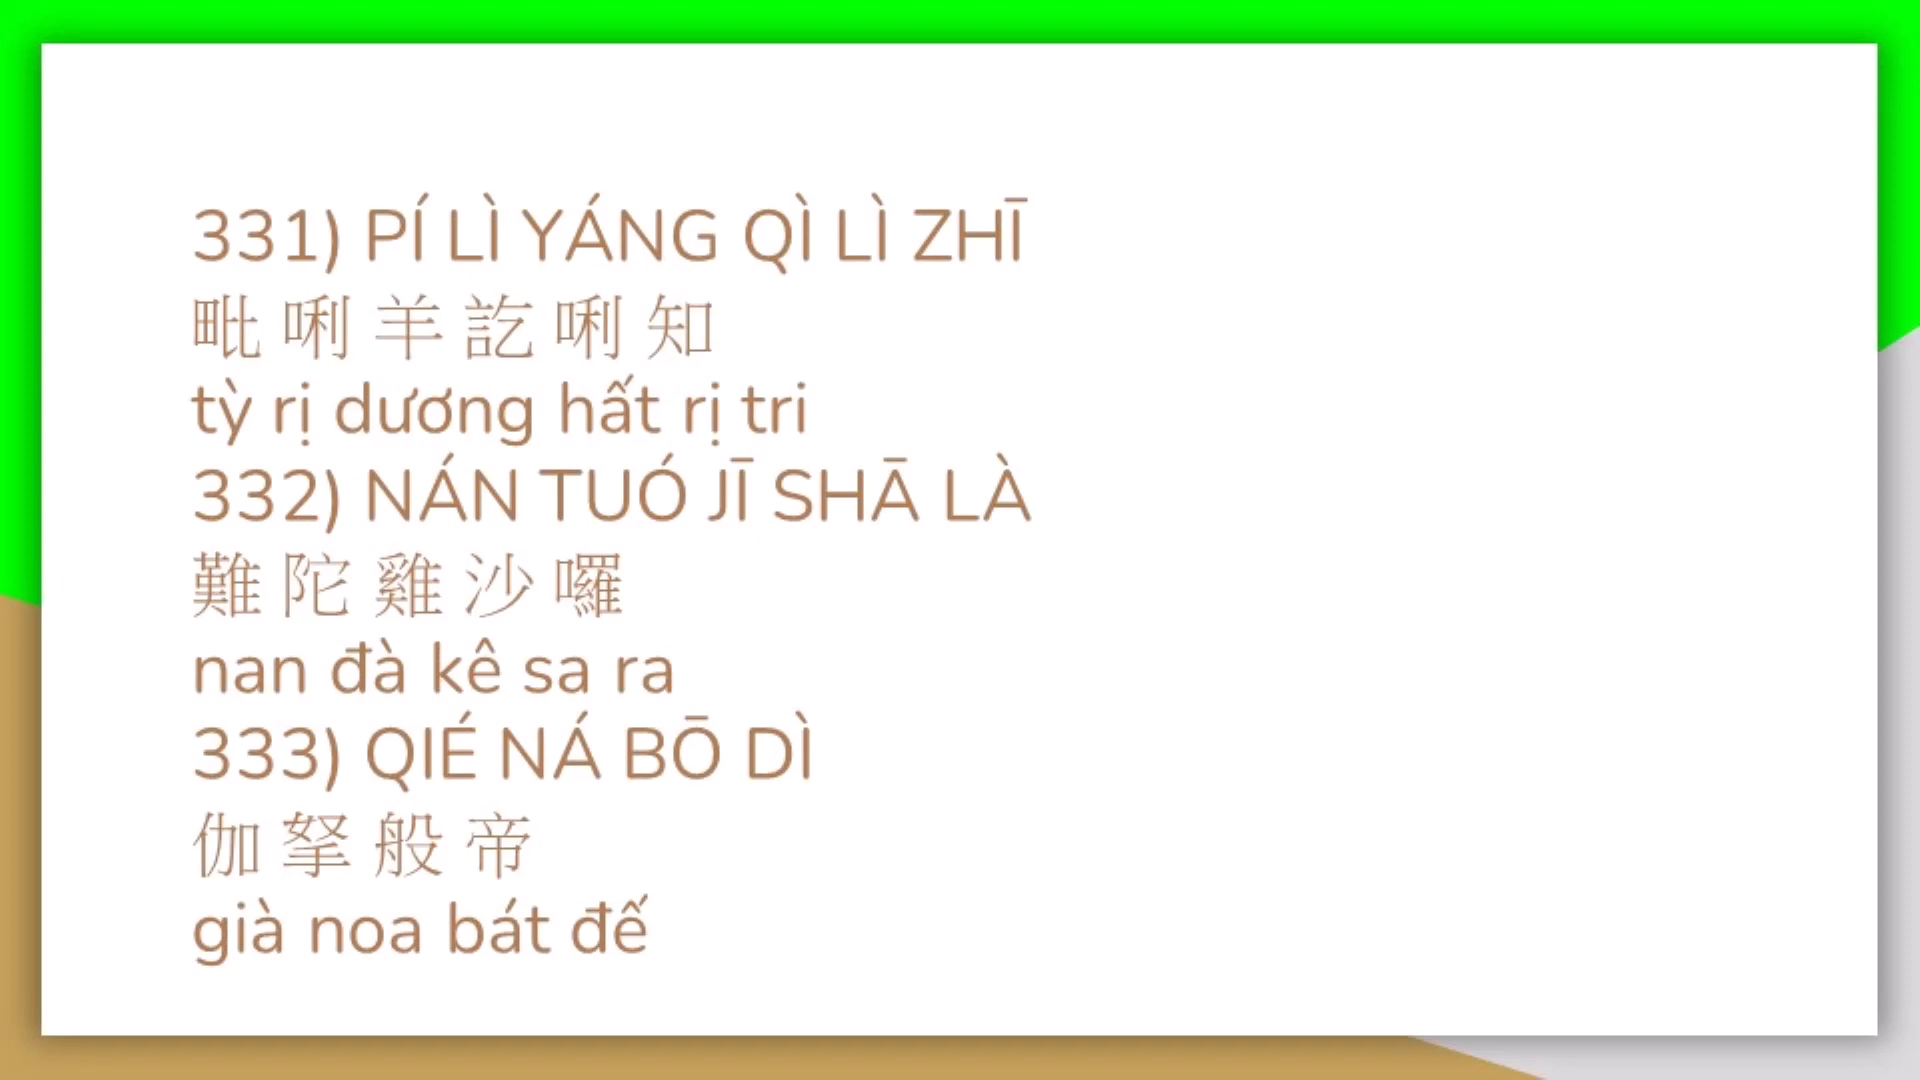 331) PÍ LÌ YÁNG QÌ LÌ ZHĪ
毗 唎 羊 訖 唎 知
tỳ rị dương hất rị tri
332) NÁN TUÓ JĪ SHĀ LÀ
難 陀 雞 沙 囉
nan đà kê sa ra
333) QIÉ NÁ BŌ DÌ
伽 拏 般 帝
già noa bát đế